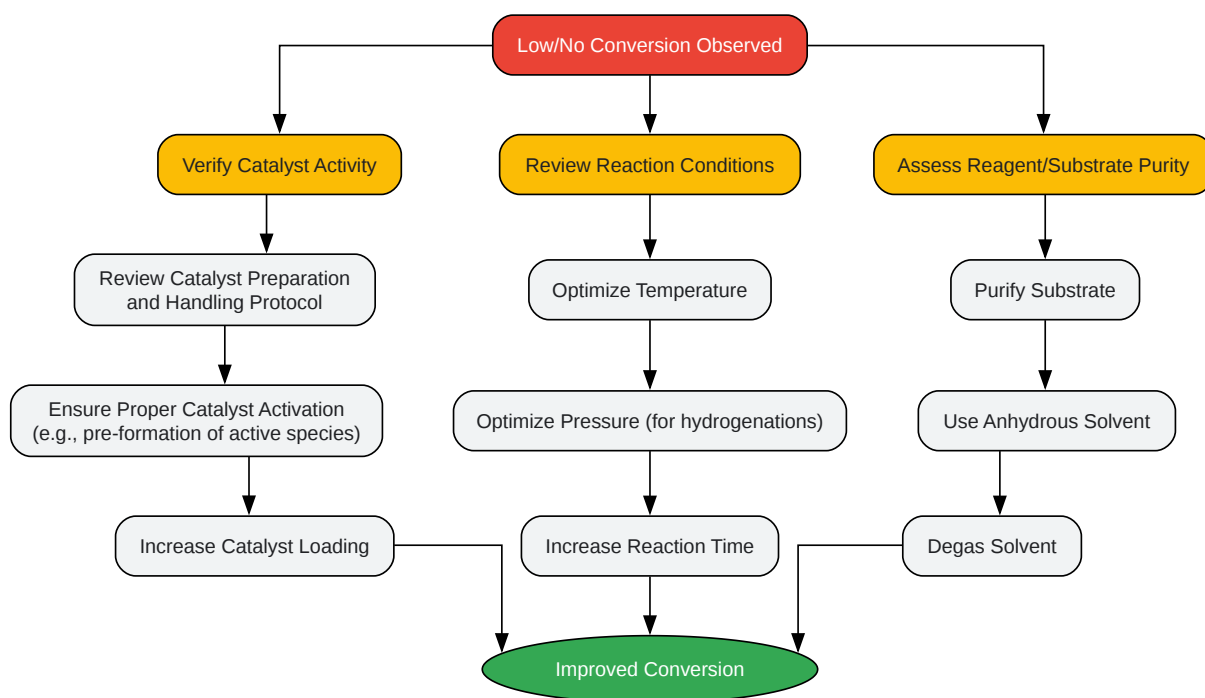 Low/No Conversion Observed
Verify Catalyst Activity
Review Reaction Conditions
Assess Reagent/Substrate Purity
Review Catalyst Preparation
and Handling Protocol
Optimize Temperature
Purify Substrate
Ensure Proper Catalyst Activation
(e.g., pre-formation of active species)
Optimize Pressure (for hydrogenations)
Use Anhydrous Solvent
Increase Catalyst Loading
Increase Reaction Time
Degas Solvent
Improved Conversion